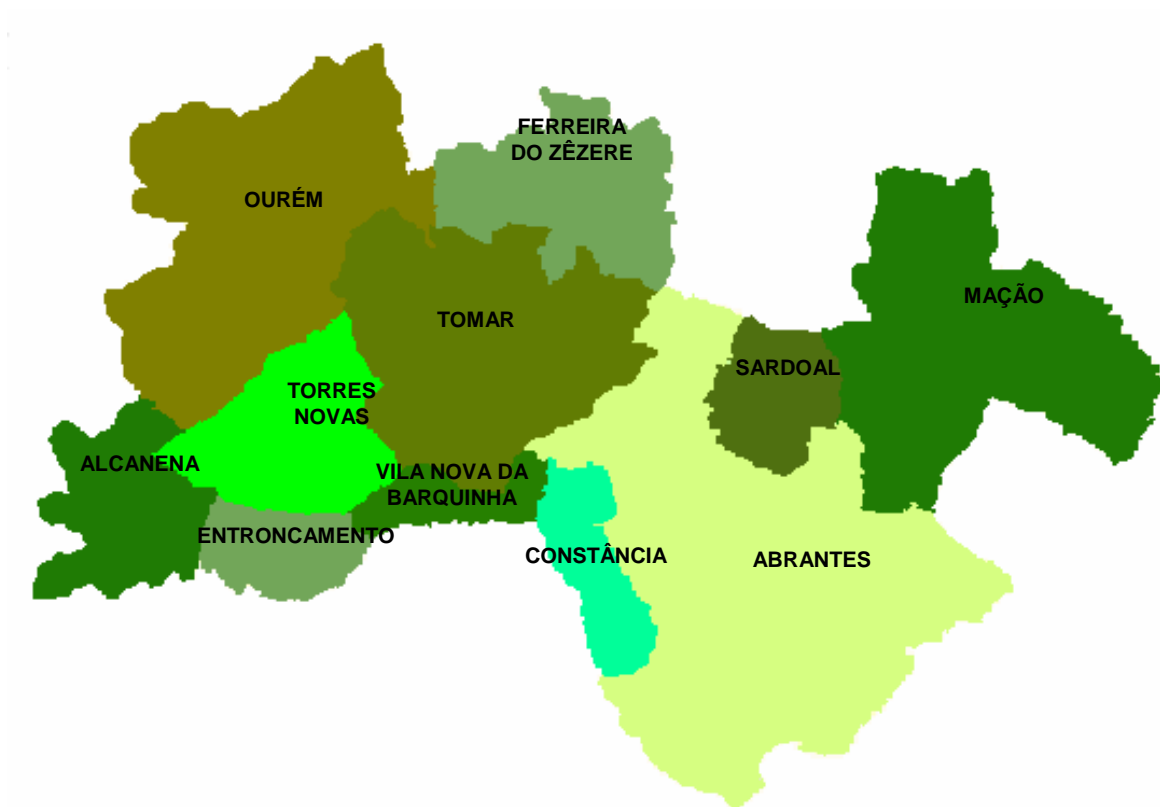 FERREIRA
DO ZÊZERE
OURÉM
MAÇÃO
TOMAR
SARDOAL
TORRES
NOVAS
ALCANENA
VILA NOVA DA
BARQUINHA
ENTRONCAMENTO
CONSTÂNCIA
ABRANTES